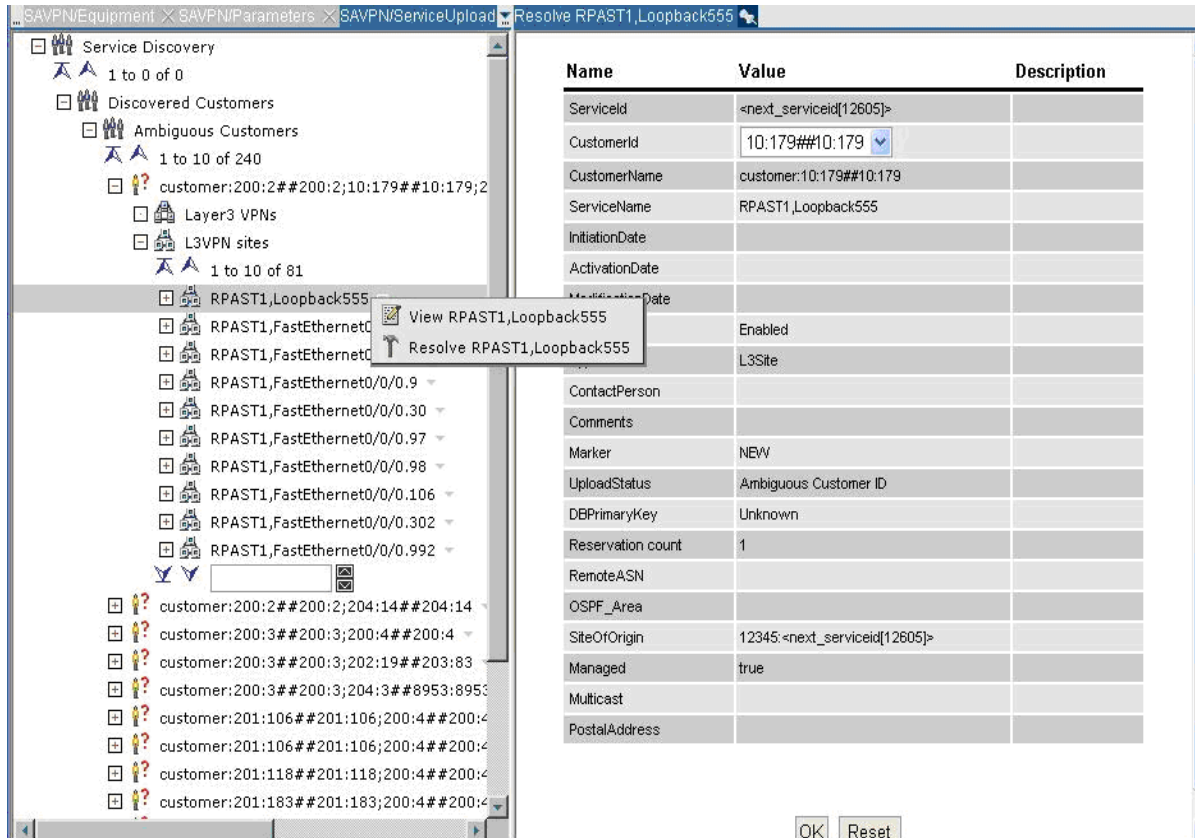 SAVPN/Equipment
SAVPN/Parameters
SAVPN/ServiceUpload
Resolve RPAST1,Loopback555
Service Discovery
1 to 0 of 0
Discovered Customers
Ambiguous Customers
1 to 10 of 240
customer:200:2##200:2;10:179##10:179;2
Layer3 VPNs
L3VPN sites
1 to 10 of 81
RPAST1,Loopback555
RPAST1,FastEthernet0
RPAST1,FastEthernet0
RPAST1,FastEthernet0/0/0.9
RPAST1,FastEthernet0/0/0.30
RPAST1,FastEthernet0/0/0.97
RPAST1,FastEthernet0/0/0.98
RPAST1,FastEthernet0/0/0.106
RPAST1,FastEthernet0/0/0.302
RPAST1,FastEthernet0/0/0.992
customer:200:2##200:2;204:14##204:14
customer:200:3##200:3;200:4##200:4
customer:200:3##200:3;202:19##203:83
customer:200:3##200:3;204:3##8953:8953
customer:201:106##201:106;200:4##200:4
customer:201:106##201:106;200:4##200:4
customer:201:118##201:118;200:4##200:4
customer:201:183##201:183;200:4##200:4
View RPAST1,Loopback555
Resolve RPAST1,Loopback555
Name Value Description
ServiceId <next_serviceid[12605]>
CustomerId 10:179##10:179
CustomerName customer:10:179##10:179
ServiceName RPAST1,Loopback555
InitiationDate
ActivationDate
ModificationDate
Enabled
L3Site
ContactPerson
Comments
Marker NEW
UploadStatus Ambiguous Customer ID
DBPrimaryKey Unknown
Reservation count 1
RemoteASN
OSPF_Area
SiteOfOrigin 12345:<next_serviceid[12605]>
Managed true
Multicast
PostalAddress
OK Reset